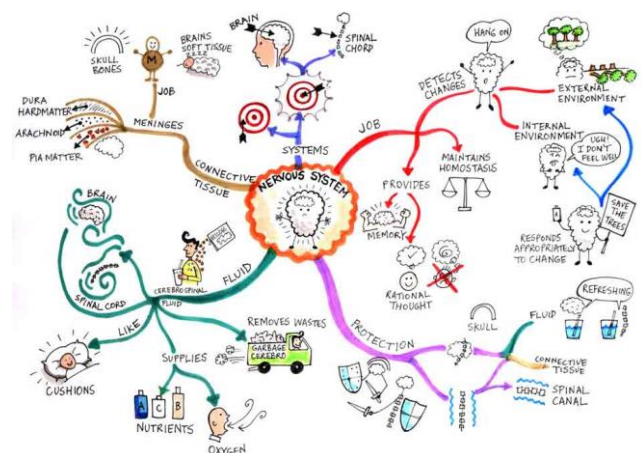 NERVOUS SYSTEM
CONNECTIVE
TISSUE
MENINGES
JOB
M
SKULL
BONES
BRAINS
SOFT TISSUE
ZZZZ
DURA
HARDMATTER
ARACHNOID
PIA MATTER
SYSTEMS
BRAIN
SPINAL
CHORD
JOB
DETECTS
CHANGES
HANG ON
EXTERNAL
ENVIRONMENT
INTERNAL
ENVIRONMENT
UGH!
I DON'T
FEEL WELL
SAVE
THE
TREES
RESPONDS
APPROPRIATELY
TO CHANGE
MAINTAINS
HOMOSTASIS
PROVIDES
MEMORY
RATIONAL
THOUGHT
PROTECTION
SKULL
FLUID
REFRESHING
CONNECTIVE
TISSUE
SPINAL
CANAL
FLUID
CEREBROSPINAL
FLUID
BRAIN
SPINAL CORD
LIKE
CUSHIONS
SUPPLIES
A
C
B
NUTRIENTS
OXYGEN
REMOVES WASTES
GARBAGE
CEREBRO